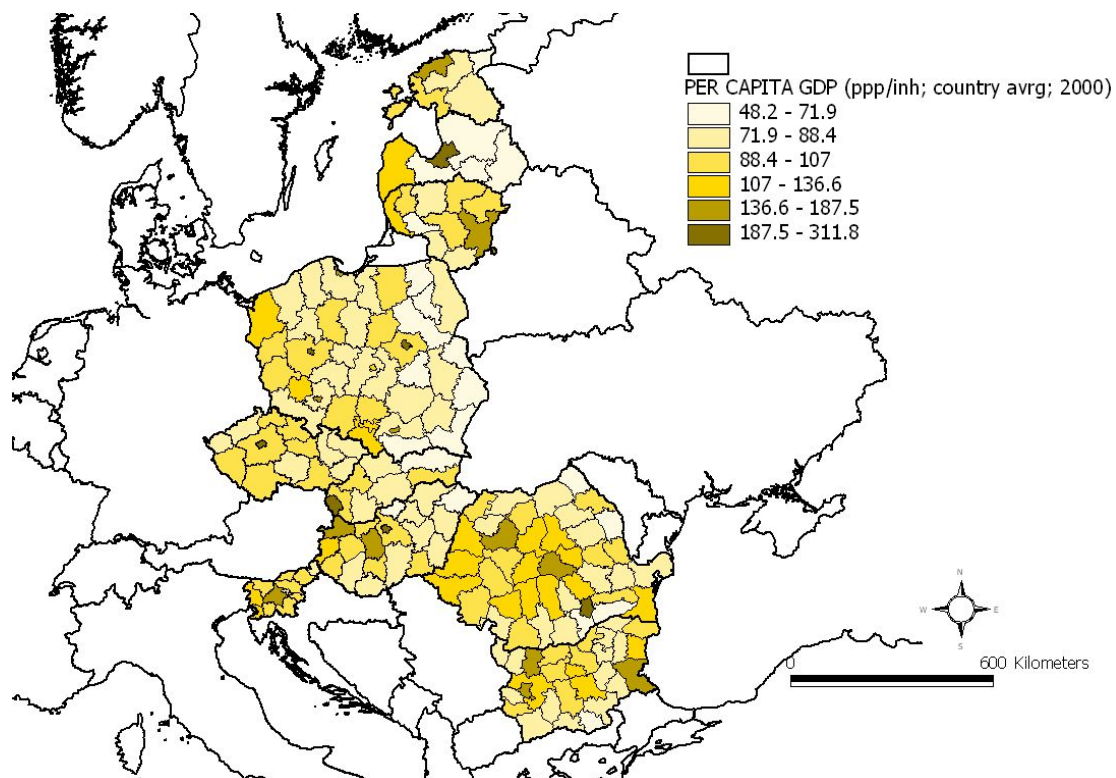 PER CAPITA GDP (ppp/inh; country avrg; 2000)
48.2 - 71.9
71.9 - 88.4
88.4 - 107
107 - 136.6
136.6 - 187.5
187.5 - 311.8
N
W E
S
0 600 Kilometers